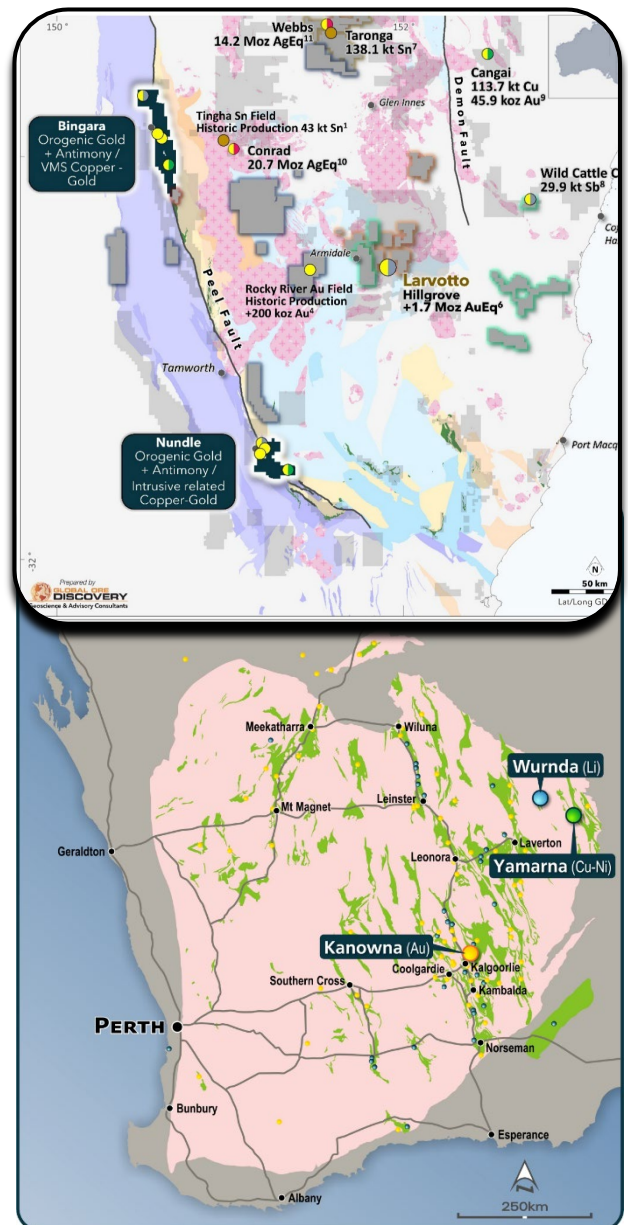 Webbs
14.2 Moz AgEq11
Taronga
138.1 kt Sn7
152
Cangai
113.7 kt Cu
45.9 koz Au9
Glen Innes
Demon Fault
Tingha Sn Field
Historic Production 43 kt Sn1
Conrad
20.7 Moz AgEq10
Bingara
Orogenic Gold
+ Antimony /
VMS Copper -
Gold
Wild Cattle C
29.9 kt Sb8
Cof
Ha
Armidale
Rocky River Au Field
Historic Production
+200 koz Au4
Larvotto
Hillgrove
+1.7 Moz AuEq6
Peel Fault
Tamworth
Nundle
Orogenic Gold
+ Antimony /
Intrusive related
Copper-Gold
Port Macq
-32°
Prepared by
GLOBAL ORE
DISCOVERY
Geoscience & Advisory Consultants
N
50 km
Lat/Long GD
Meekatharra
Wiluna
Wurnda (Li)
Leinster
Mt Magnet
Geraldton
Laverton
Leonora
Yamarna (Cu-Ni)
Kanowna (Au)
Coolgardie
Kalgoorlie
Southern Cross
Kambalda
PERTH
Norseman
Bunbury
Esperance
Albany
N
250km